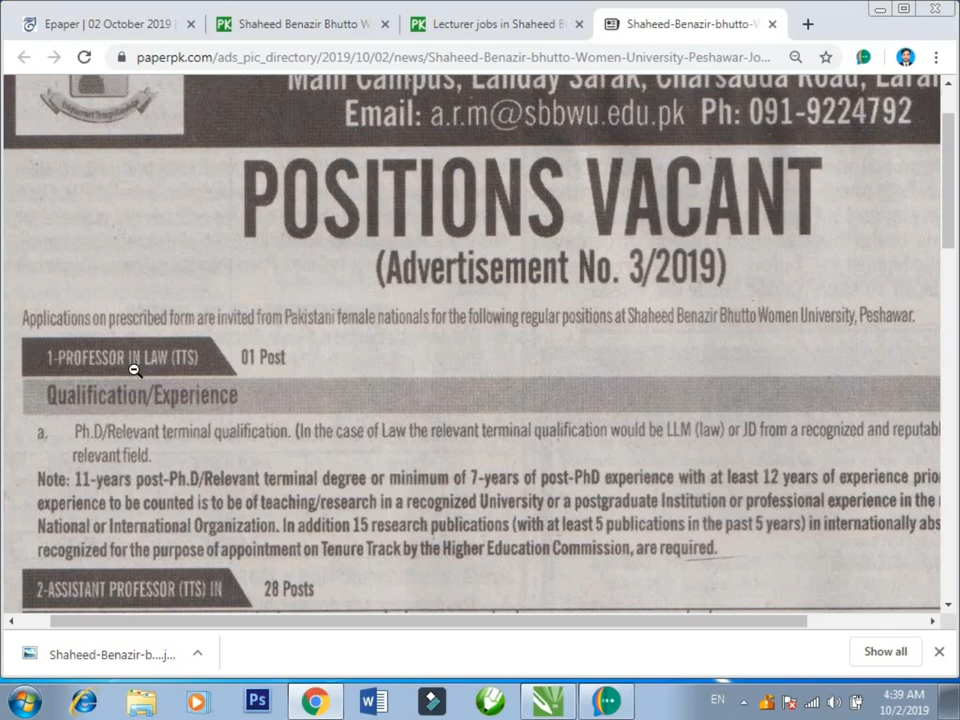 Epaper | 02 October 2019
Shaheed Benazir Bhutto W
Lecturer jobs in Shaheed B
Shaheed-Benazir-bhutto-W
paperpk.com/ads_pic_directory/2019/10/02/news/Shaheed-Benazir-bhutto-Women-University-Peshawar-Jo...
Main Campus, Landay Sarak, Charsadda Road, Laram
Email: a.r.m@sbbwu.edu.pk Ph: 091-9224792
POSITIONS VACANT
(Advertisement No. 3/2019)
Applications on prescribed form are invited from Pakistani female nationals for the following regular positions at Shaheed Benazir Bhutto Women University, Peshawar.
1-PROFESSOR IN LAW (TTS) 01 Post
Qualification/Experience
a. Ph.D/Relevant terminal qualification. (In the case of Law the relevant terminal qualification would be LLM (law) or JD from a recognized and reputabl
relevant field.
Note: 11-years post-Ph.D/Relevant terminal degree or minimum of 7-years of post-PhD experience with at least 12 years of experience prio
experience to be counted is to be of teaching/research in a recognized University or a postgraduate Institution or professional experience in the
National or International Organization. In addition 15 research publications (with at least 5 publications in the past 5 years) in internationally abs
recognized for the purpose of appointment on Tenure Track by the Higher Education Commission, are required.
2-ASSISTANT PROFESSOR (TTS) IN 28 Posts
Shaheed-Benazir-b....j...
Show all
Ps
EN
4:39 AM
10/2/2019